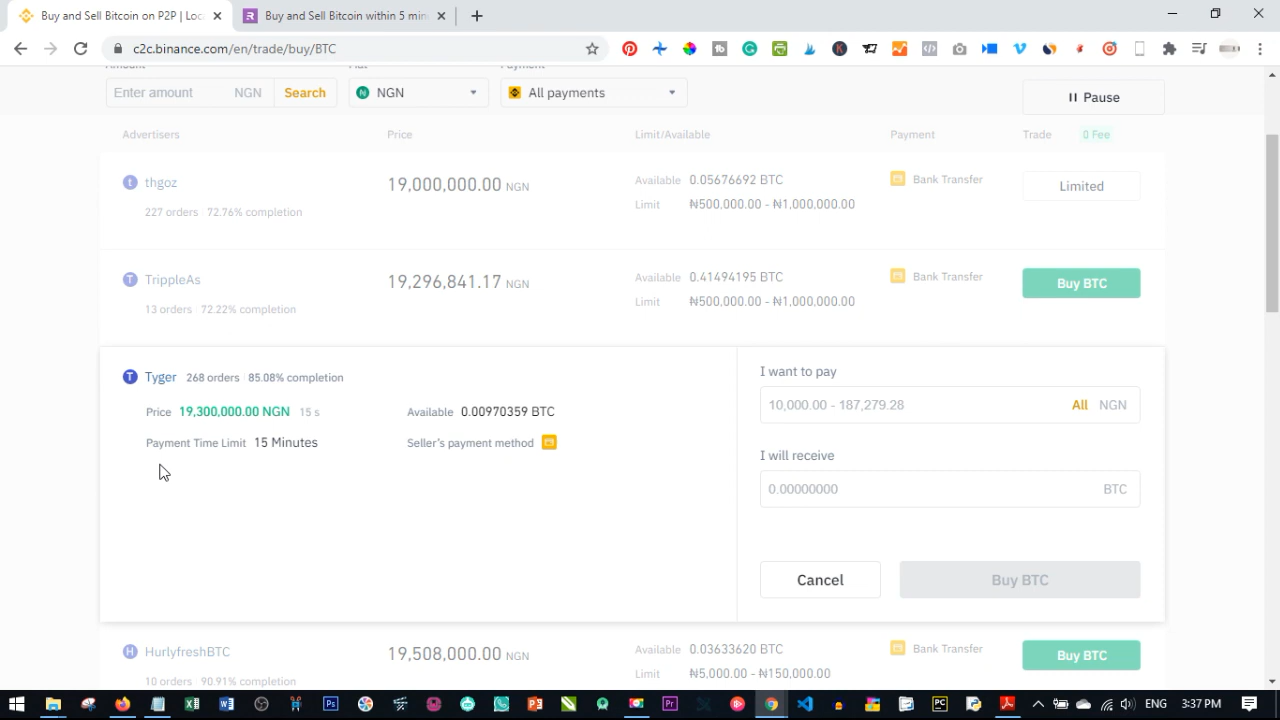 Buy and Sell Bitcoin on P2P | Loca
Buy and Sell Bitcoin within 5 minu
c2c.binance.com/en/trade/buy/BTC
Amount Fiat Payment
Enter amount NGN Search NGN All payments
II Pause
Advertisers Price Limit/Available Payment Trade 0 Fee
t thgoz 19,000,000.00 NGN Available 0.05676692 BTC Bank Transfer Limited
227 orders 72.76% completion Limit ₦500,000.00 - ₦1,000,000.00
T TrippleAs 19,296,841.17 NGN Available 0.41494195 BTC Bank Transfer Buy BTC
13 orders 72.22% completion Limit ₦500,000.00 - ₦1,000,000.00
T Tyger 268 orders 85.08% completion
Price 19,300,000.00 NGN 15 s Available 0.00970359 BTC
Payment Time Limit 15 Minutes Seller's payment method
I want to pay
10,000.00 - 187,279.28 All NGN
I will receive
0.00000000 BTC
Cancel Buy BTC
H HurlyfreshBTC 19,508,000.00 NGN Available 0.03633620 BTC Bank Transfer Buy BTC
10 orders 90.91% completion Limit ₦5,000.00 - ₦150,000.00
ENG 3:37 PM